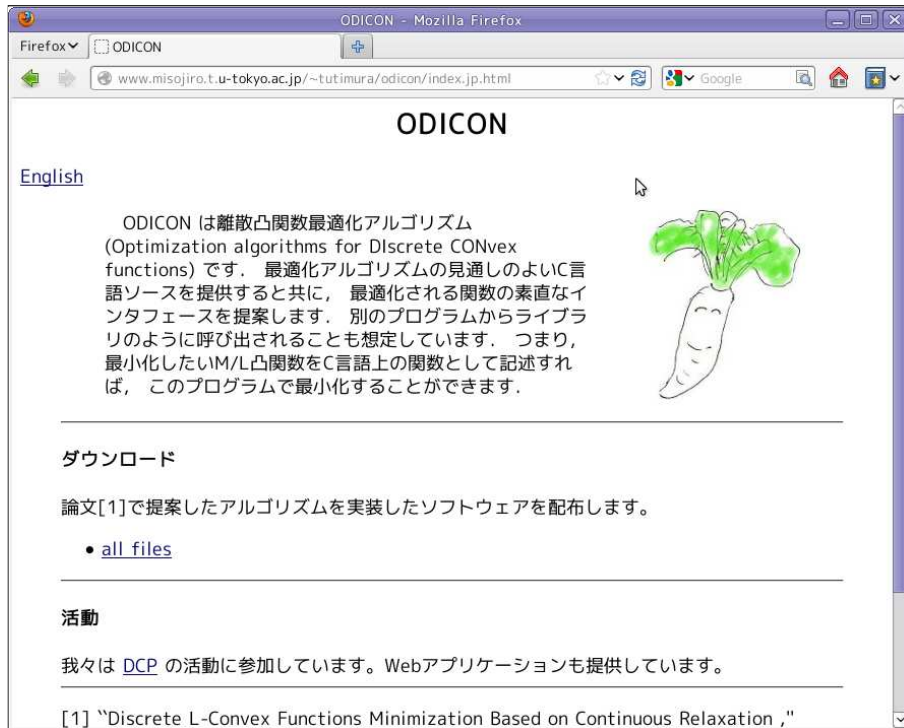 ODICON - Mozilla Firefox
Firefox
ODICON
www.misojiro.t.u-tokyo.ac.jp/~tutimura/odicon/index.jp.html
Google
ODICON
English
ODICON は離散凸関数最適化アルゴリズム
(Optimization algorithms for DIscrete CONvex
functions) です． 最適化アルゴリズムの見通しのよいC言
語ソースを提供すると共に， 最適化される関数の素直なイ
ンタフェースを提案します． 別のプログラムからライブラ
リのように呼び出されることも想定しています． つまり，
最小化したいM/L凸関数をC言語上の関数として記述すれ
ば， このプログラムで最小化することができます．
ダウンロード
論文[1]で提案したアルゴリズムを実装したソフトウェアを配布します。
• all files
活動
我々は DCP の活動に参加しています。Webアプリケーションも提供しています。
[1] ``Discrete L-Convex Functions Minimization Based on Continuous Relaxation ,"